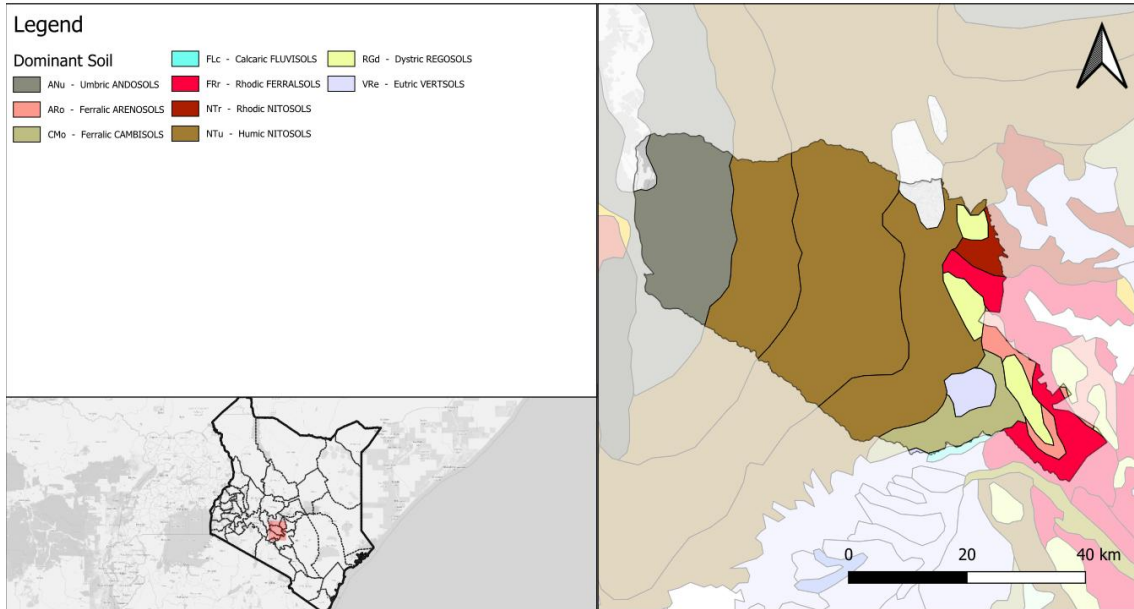 Legend
Dominant Soil
ANu - Umbric ANDOSOLS
ARo - Ferralic ARENOSOLS
CMo - Ferralic CAMBISOLS
FLc - Calcaric FLUVISOLS
FRr - Rhodic FERRALSOLS
NTr - Rhodic NITOSOLS
NTu - Humic NITOSOLS
RGd - Dystric REGOSOLS
VRe - Eutric VERTSOLS
0 20 40 km